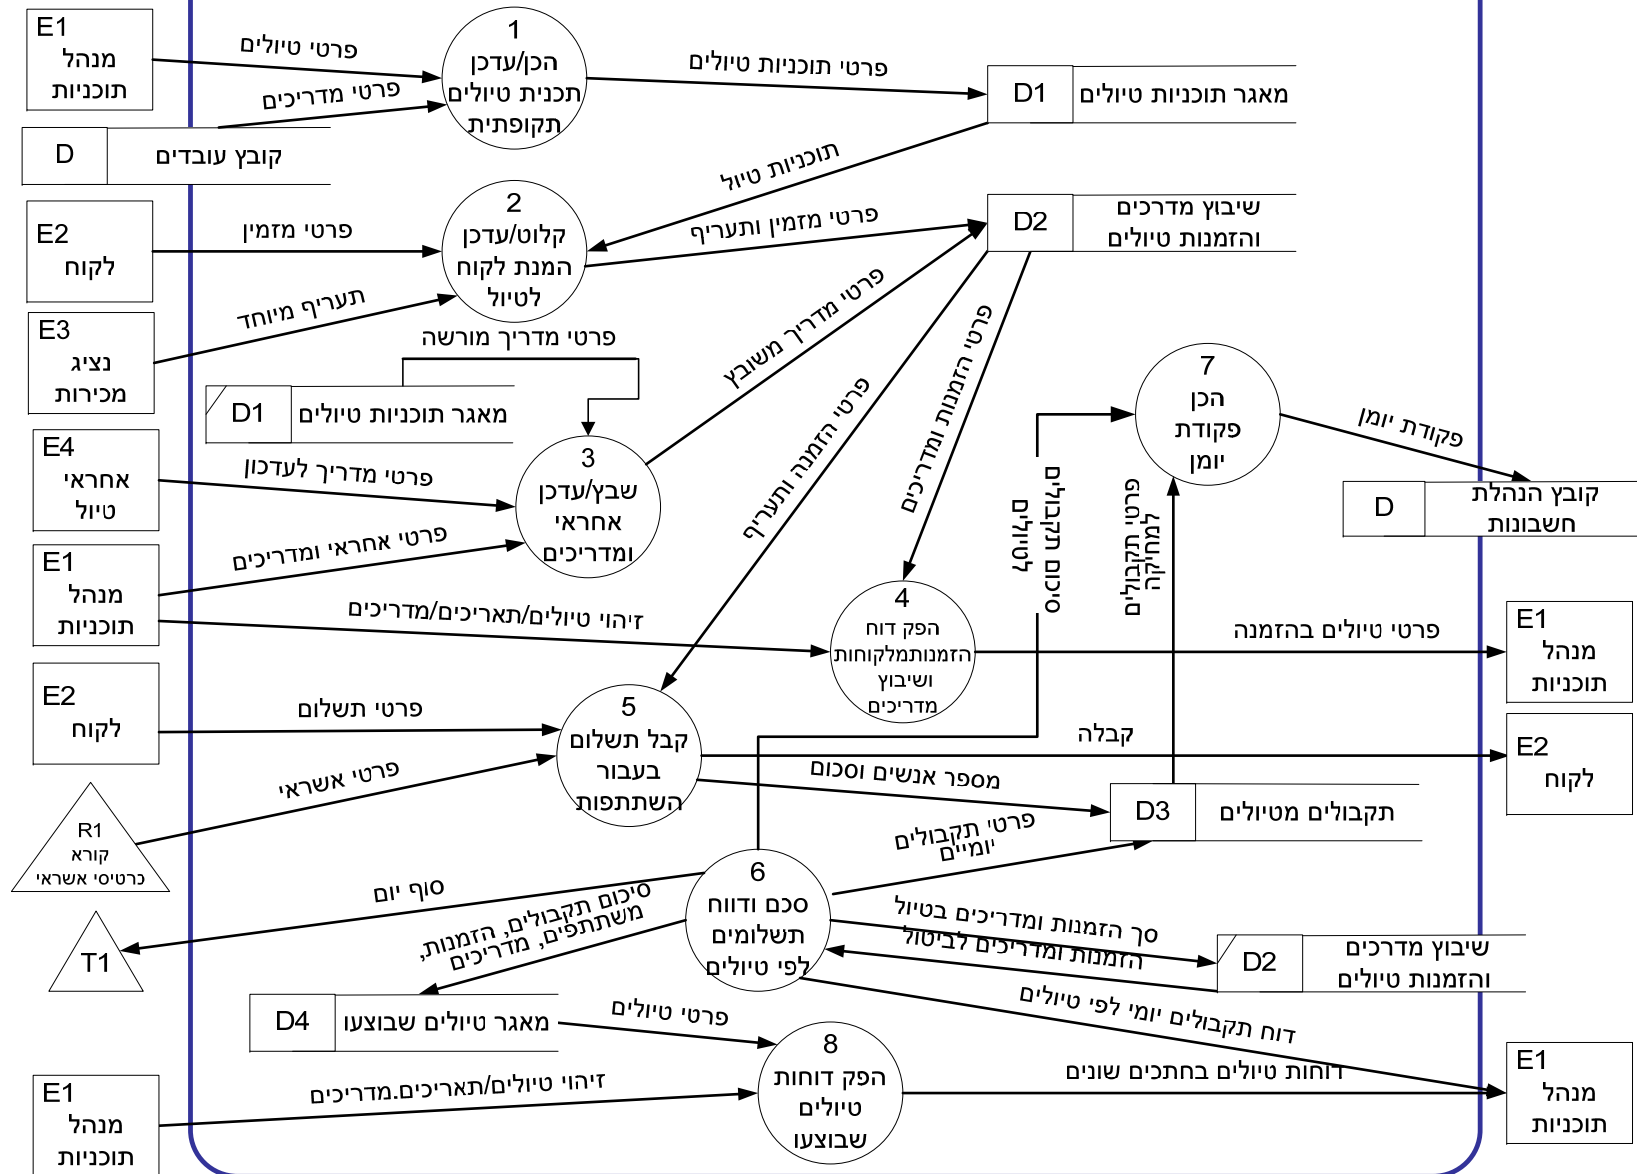 E1
מנהל
תוכניות
פרטי טיולים
1
הכן/עדכן
תכנית טיולים
תקופתית
פרטי תוכניות טיולים
D1
מאגר תוכניות טיולים
פרטי מדריכים
D
קובץ עובדים
תוכניות טיול
E2
לקוח
פרטי מזמין
2
קלוט/עדכן
המנת לקוח
לטיול
פרטי מזמין ותעריף
D2
שיבוץ מדרכים
והזמנות טיולים
E3
נציג
מכירות
תעריף מיוחד
פרטי מדריך מורשה
D1
מאגר תוכניות טיולים
פרטי מדריך משובץ
פרטי הזמנה ותעריף
פרטי הזמנות ומדריכים
7
הכן
פקודת
יומן
פקודת יומן
D
קובץ הנהלת
חשבונות
E4
אחראי
טיול
פרטי מדריך לעדכון
3
שבץ/עדכן
אחראי
ומדריכים
סיכום תקבולים
לטיולים
פרטי תקבולים
למחיקה
E1
מנהל
תוכניות
פרטי אחראי ומדריכים
זיהוי טיולים/תאריכים/מדריכים
4
הפק דוח
הזמנותמלקוחות
ושיבוץ
מדריכים
פרטי טיולים בהזמנה
E1
מנהל
תוכניות
E2
לקוח
פרטי תשלום
5
קבל תשלום
בעבור
השתתפות
קבלה
E2
לקוח
R1
קורא
כרטיסי אשראי
פרטי אשראי
מספר אנשים וסכום
D3
תקבולים מטיולים
פרטי תקבולים
יומיים
T1
סוף יום
6
סכם ודווח
תשלומים
לפי טיולים
סיכום תקבולים, הזמנות,
משתתפים, מדריכים
סך הזמנות ומדריכים בטיול
הזמנות ומדריכים לביטול
D2
שיבוץ מדרכים
והזמנות טיולים
D4
מאגר טיולים שבוצעו
פרטי טיולים
דוח תקבולים יומי לפי טיולים
8
הפק דוחות
טיולים
שבוצעו
E1
מנהל
תוכניות
זיהוי טיולים/תאריכים.מדריכים
דוחות טיולים בחתכים שונים
E1
מנהל
תוכניות